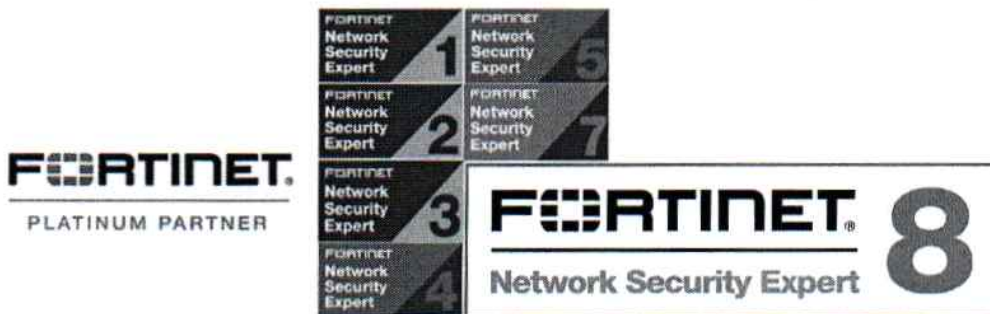 FORTINET®
PLATINUM PARTNER
FORTINET
Network
Security
Expert
1
FORTINET
Network
Security
Expert
5
FORTINET
Network
Security
Expert
2
FORTINET
Network
Security
Expert
7
FORTINET
Network
Security
Expert
3
FORTINET
Network
Security
Expert
4
FORTINET®
Network Security Expert
8